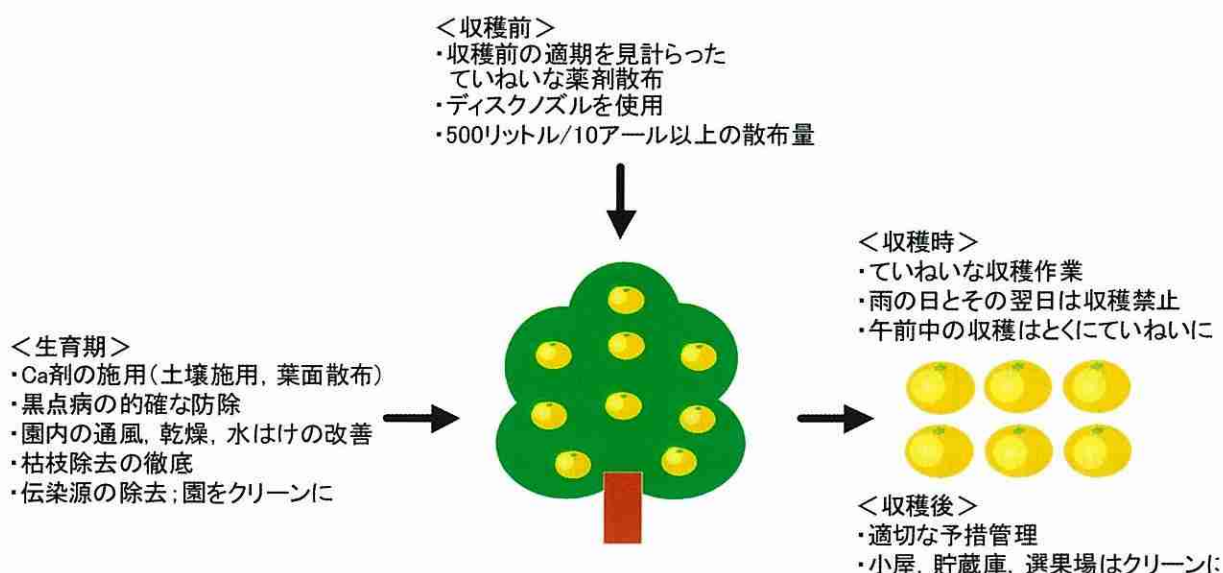 ＜収穫前＞
・収穫前の適期を見計らった
ていねいな薬剤散布
・ディスクノズルを使用
・500リットル/10アール以上の散布量
＜生育期＞
・Ca剤の施用(土壌施用, 葉面散布)
・黒点病の的確な防除
・園内の通風, 乾燥, 水はけの改善
・枯枝除去の徹底
・伝染源の除去;園をクリーンに
＜収穫時＞
・ていねいな収穫作業
・雨の日とその翌日は収穫禁止
・午前中の収穫はとくにていねいに
＜収穫後＞
・適切な予措管理
・小屋, 貯蔵庫, 選果場はクリーンに